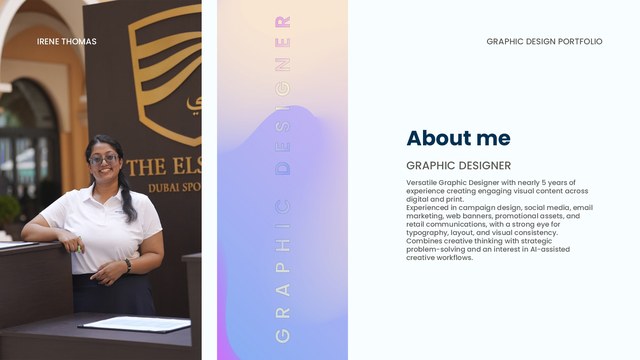 IRENE THOMAS
GRAPHIC DESIGN PORTFOLIO
THE ELS
DUBAI SPO
GRAPHIC DESIGNER
About me
GRAPHIC DESIGNER
Versatile Graphic Designer with nearly 5 years of
experience creating engaging visual content across
digital and print.
Experienced in campaign design, social media, email
marketing, web banners, promotional assets, and
retail communications, with a strong eye for
typography, layout, and visual consistency.
Combines creative thinking with strategic
problem-solving and an interest in AI-assisted
creative workflows.